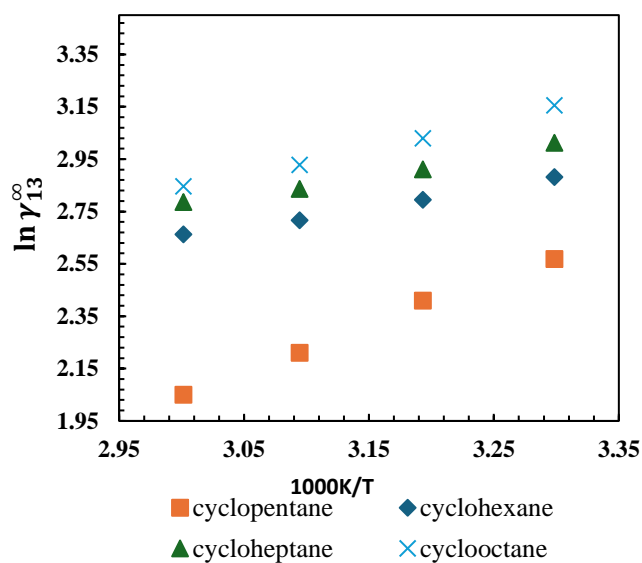 3.35
3.15
2.95
2.75
2.55
2.35
2.15
1.95
ln γ₁₃^∞
2.95 3.05 3.15 3.25 3.35
1000K/T
cyclopentane cyclohexane
cycloheptane cyclooctane